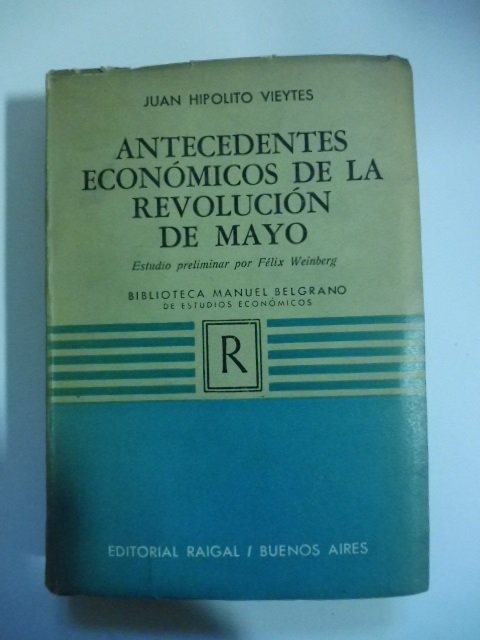 JUAN HIPOLITO VIEYTES
ANTECEDENTES
ECONÓMICOS DE LA
REVOLUCIÓN
DE MAYO
Estudio preliminar por Félix Weinberg
BIBLIOTECA MANUEL BELGRANO
DE ESTUDIOS ECONÓMICOS
R
EDITORIAL RAIGAL / BUENOS AIRES